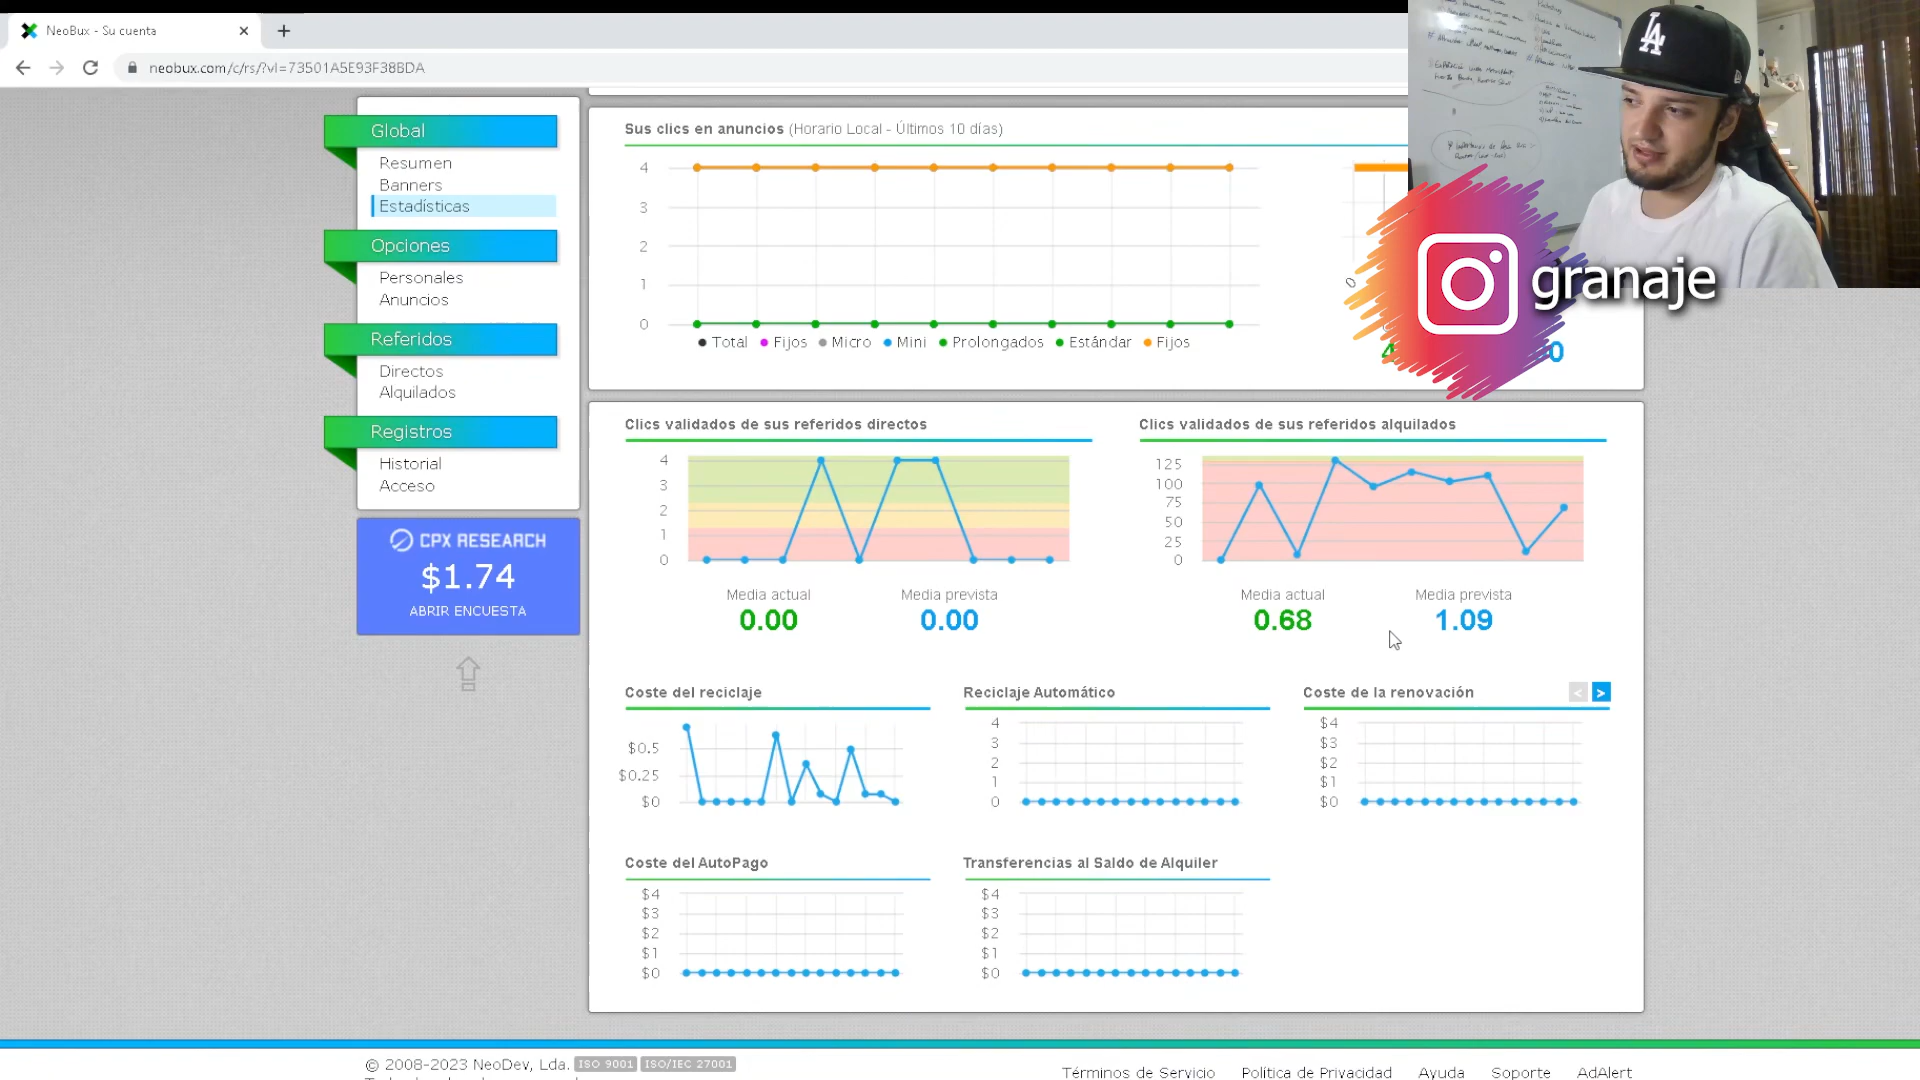 NeoBux - Su cuenta
neobux.com/c/rs/?vl=73501A5E93F38BDA
LA
Global
Resumen
Banners
Estadísticas
Opciones
Personales
Anuncios
Referidos
Directos
Alquilados
Registros
Historial
Acceso
CPX RESEARCH
$1.74
ABRIR ENCUESTA
Sus clics en anuncios (Horario Local - Últimos 10 días)
4
3
2
1
0
Total Fijos Micro Mini Prolongados Estándar Fijos
0
4
0
granaje
Clics validados de sus referidos directos
4
3
2
1
0
Media actual Media prevista
0.00 0.00
Clics validados de sus referidos alquilados
125
100
75
50
25
0
Media actual Media prevista
0.68 1.09
Coste del reciclaje
$0.5
$0.25
$0
Reciclaje Automático
4
3
2
1
0
Coste de la renovación < >
$4
$3
$2
$1
$0
Coste del AutoPago
$4
$3
$2
$1
$0
Transferencias al Saldo de Alquiler
$4
$3
$2
$1
$0
© 2008-2023 NeoDev, Lda. ISO 9001 ISO/IEC 27001
Términos de Servicio Política de Privacidad Ayuda Soporte AdAlert